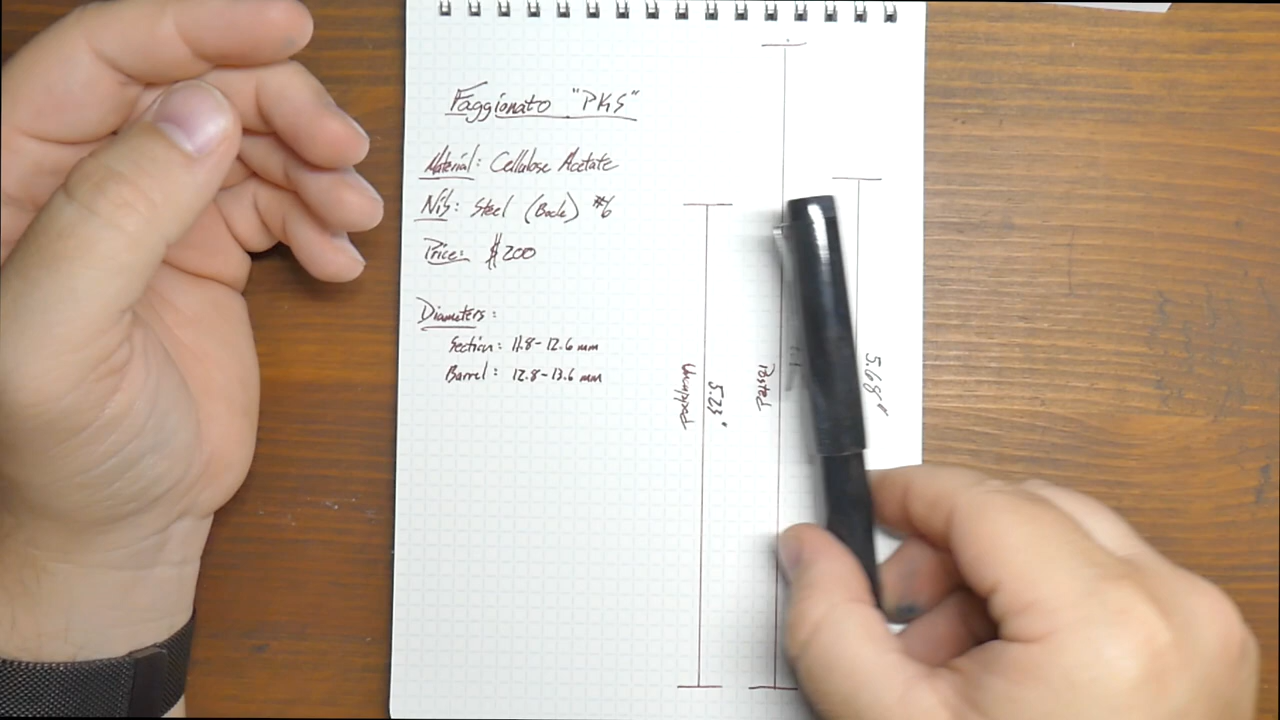 Faggionato "PKS"
Material: Cellulose Acetate
Nib: Steel (Bock) #6
Price: $200
Diameters:
Section: 11.8-12.6 mm
Barrel: 12.8-13.6 mm
Uncapped
5.23"
Posted
5.68"